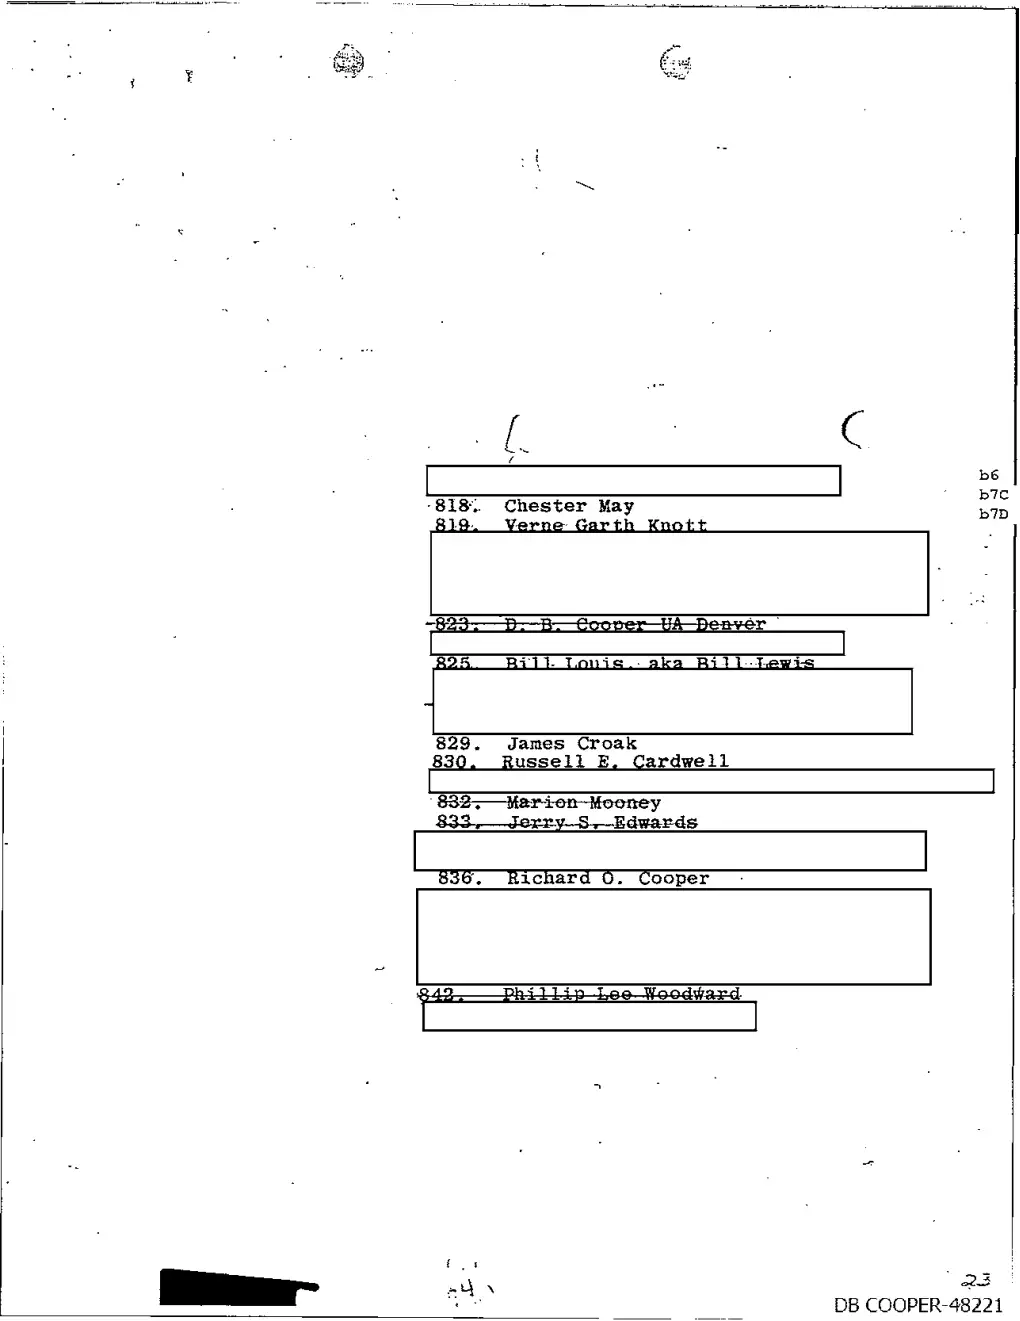 b6
b7C
b7D
818. Chester May
819. Verne Garth Knott
823. D. B. Cooper UA Denver
825. Bill Louis, aka Bill Lewis
829. James Croak
830. Russell E. Cardwell
832. Marion Mooney
833. Jerry S. Edwards
836. Richard O. Cooper
842. Phillip Lee Woodward
23
DB COOPER-48221